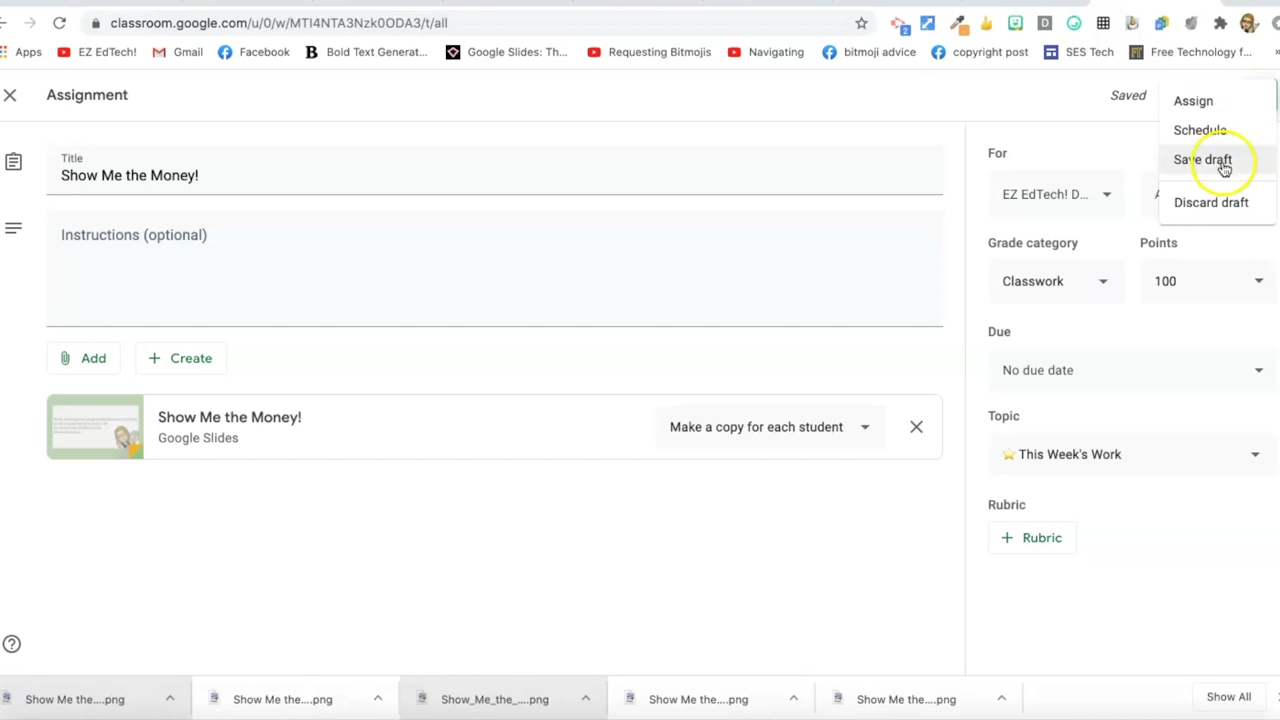 classroom.google.com/u/0/w/MTI4NTA3Nzk0ODA3/t/all
2
Apps
EZ EdTech!
Gmail
Facebook
B Bold Text Generat...
Google Slides: Th...
Requesting Bitmojis
Navigating
bitmoji advice
copyright post
SES Tech
Free Technology f...
»
Assignment
Saved
Assign
Schedule
Save draft
Discard draft
Title
Show Me the Money!
Instructions (optional)
Add
Create
Show Me the Money!
Google Slides
Make a copy for each student
For
EZ EdTech! D...
Grade category
Points
Classwork
100
Due
No due date
Topic
⭐ This Week's Work
Rubric
+ Rubric
Show Me the....png
Show Me the....png
Show_Me_the_....png
Show Me the....png
Show Me the....png
Show All